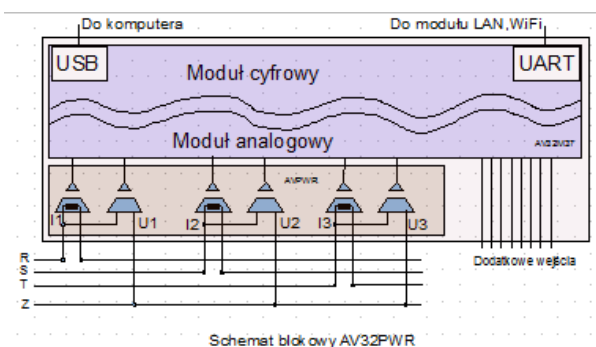 Do komputera
Do modułu LAN,WiFi
USB
UART
Moduł cyfrowy
Moduł analogowy
AVPWR
I1
U1
I2
U2
I3
U3
R
S
T
Z
Dodatkowe wejścia
Schemat blokowy AV32PWR